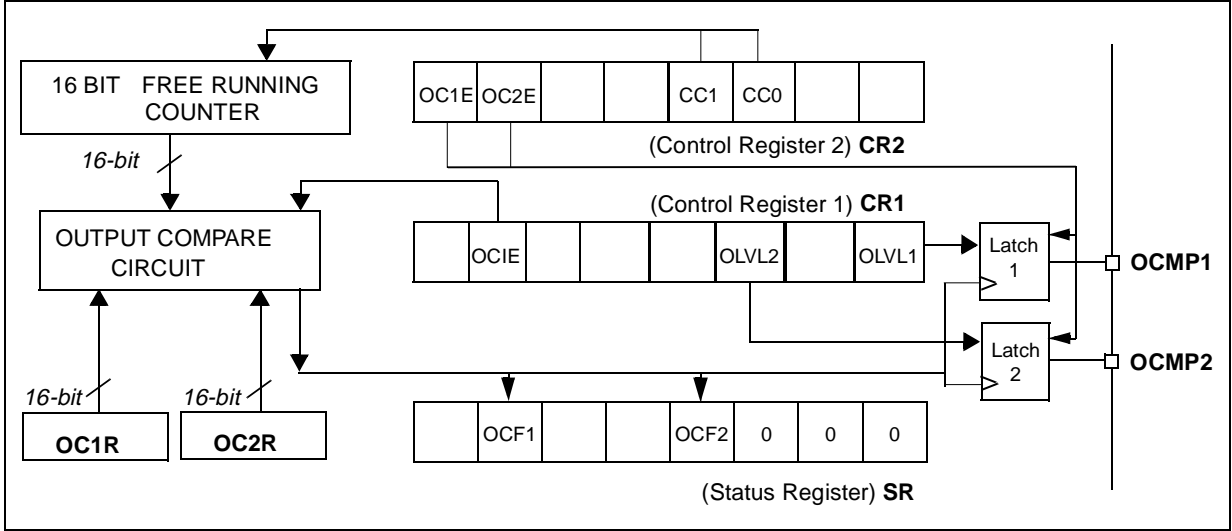 16 BIT FREE RUNNING
COUNTER
16-bit
OC1E OC2E CC1 CC0
(Control Register 2) CR2
OUTPUT COMPARE
CIRCUIT
(Control Register 1) CR1
OCIE OLVL2 OLVL1
Latch
1
OCMP1
Latch
2
OCMP2
16-bit
16-bit
OC1R
OC2R
OCF1 OCF2 0 0 0
(Status Register) SR